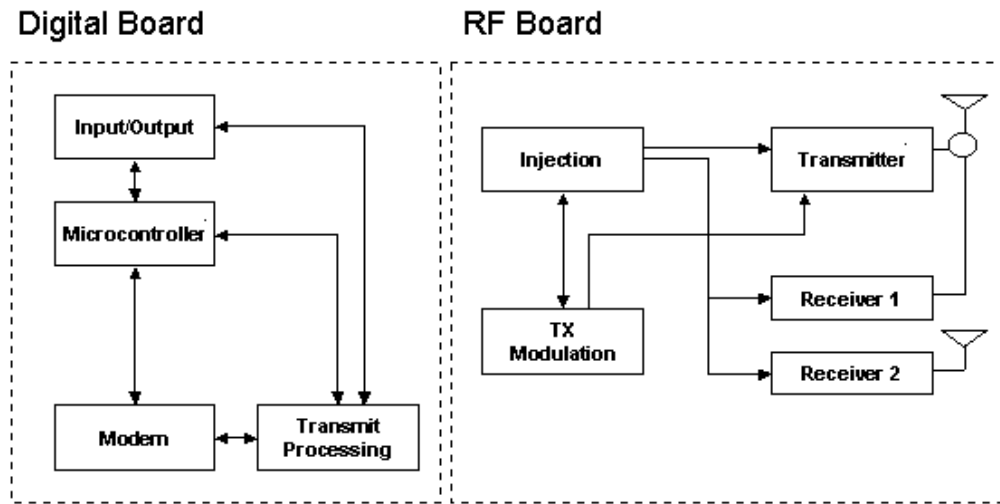 Digital Board
RF Board
Input/Output
Microcontroller
Modem
Transmit
Processing
Injection
TX
Modulation
Transmitter
Receiver 1
Receiver 2